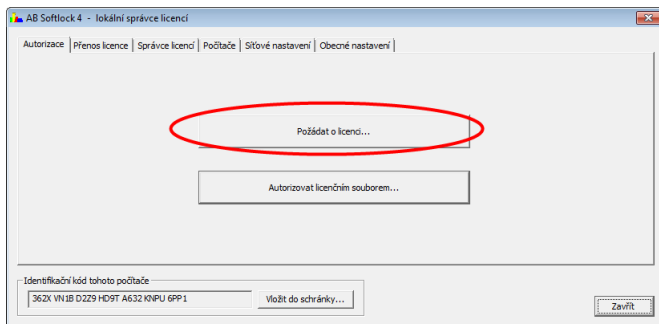 AB Softlock 4 - lokální správce licencí
Autorizace Přenos licence Správce licencí Počítače Síťové nastavení Obecné nastavení
Požádat o licenci...
Autorizovat licenčním souborem...
Identifikační kód tohoto počítače
362X VN1B D2Z9 HD9T A632 KNPU 6PP1 Vložit do schránky...
Zavřít